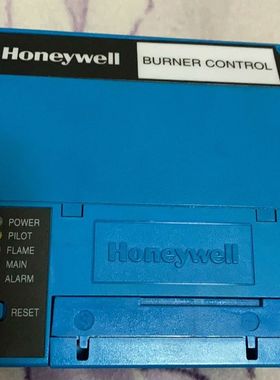 Honeywell
BURNER CONTROL
POWER
PILOT
FLAME
MAIN
ALARM
RESET
Honeywell